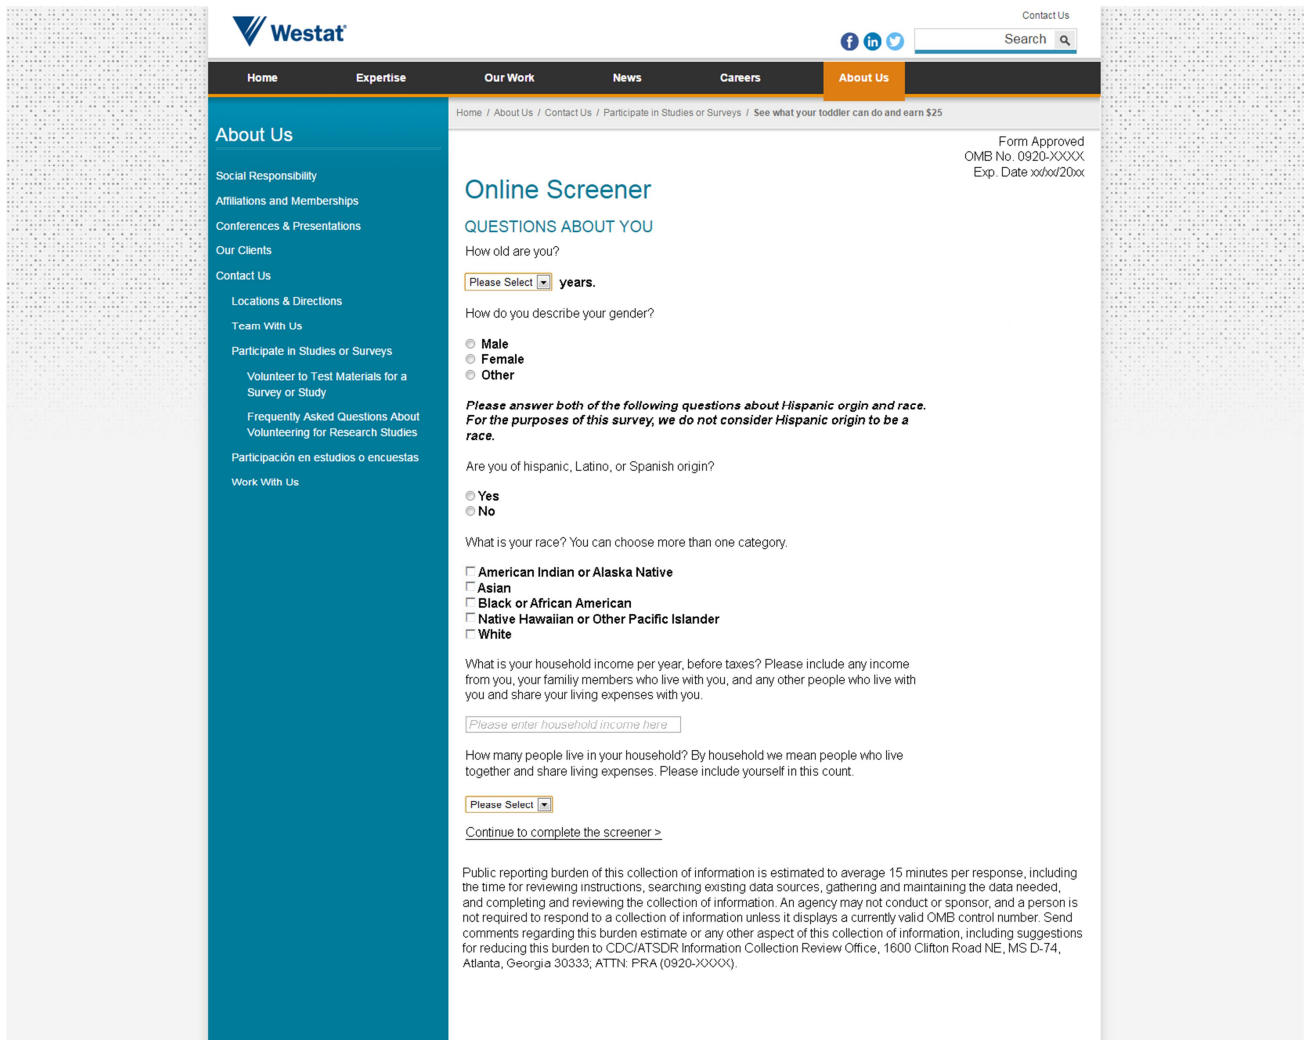 Contact Us
Westat
Search
Home Expertise Our Work News Careers About Us
Home / About Us / Contact Us / Participate in Studies or Surveys / See what your toddler can do and earn $25
About Us
Social Responsibility
Affiliations and Memberships
Conferences & Presentations
Our Clients
Contact Us
Locations & Directions
Team With Us
Participate in Studies or Surveys
Volunteer to Test Materials for a
Survey or Study
Frequently Asked Questions About
Volunteering for Research Studies
Participación en estudios o encuestas
Work With Us
Form Approved
OMB No. 0920-XXXX
Exp. Date xx/xx/20xx
Online Screener
QUESTIONS ABOUT YOU
How old are you?
Please Select years.
How do you describe your gender?
Male
Female
Other
Please answer both of the following questions about Hispanic orgin and race.
For the purposes of this survey, we do not consider Hispanic origin to be a
race.
Are you of hispanic, Latino, or Spanish origin?
Yes
No
What is your race? You can choose more than one category.
American Indian or Alaska Native
Asian
Black or African American
Native Hawaiian or Other Pacific Islander
White
What is your household income per year, before taxes? Please include any income
from you, your familiy members who live with you, and any other people who live with
you and share your living expenses with you.
Please enter household income here
How many people live in your household? By household we mean people who live
together and share living expenses. Please include yourself in this count.
Please Select
Continue to complete the screener >
Public reporting burden of this collection of information is estimated to average 15 minutes per response, including
the time for reviewing instructions, searching existing data sources, gathering and maintaining the data needed,
and completing and reviewing the collection of information. An agency may not conduct or sponsor, and a person is
not required to respond to a collection of information unless it displays a currently valid OMB control number. Send
comments regarding this burden estimate or any other aspect of this collection of information, including suggestions
for reducing this burden to CDC/ATSDR Information Collection Review Office, 1600 Clifton Road NE, MS D-74,
Atlanta, Georgia 30333; ATTN: PRA (0920-XXXX).